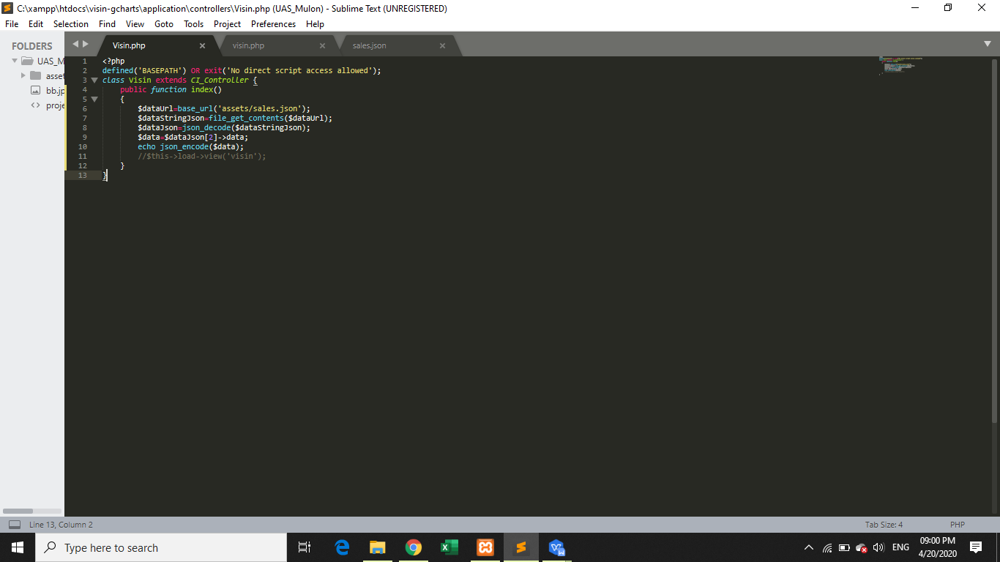 C:\xampp\htdocs\visin-gcharts\application\controllers\Visin.php (UAS_Mulon) - Sublime Text (UNREGISTERED)
File Edit Selection Find View Goto Tools Project Preferences Help
FOLDERS
UAS_M
asset
bb.jp
proje
Visin.php × visin.php × sales.json ×
1 <?php
2 defined('BASEPATH') OR exit('No direct script access allowed');
3 class Visin extends CI_Controller {
4 public function index()
5 {
6 $dataUrl=base_url('assets/sales.json');
7 $dataStringJson=file_get_contents($dataUrl);
8 $dataJson=json_decode($dataStringJson);
9 $data=$dataJson[2]->data;
10 echo json_encode($data);
11 //$this->load->view('visin');
12 }
13 }
Line 13, Column 2 Tab Size: 4 PHP
Type here to search
ENG
09:00 PM
4/20/2020